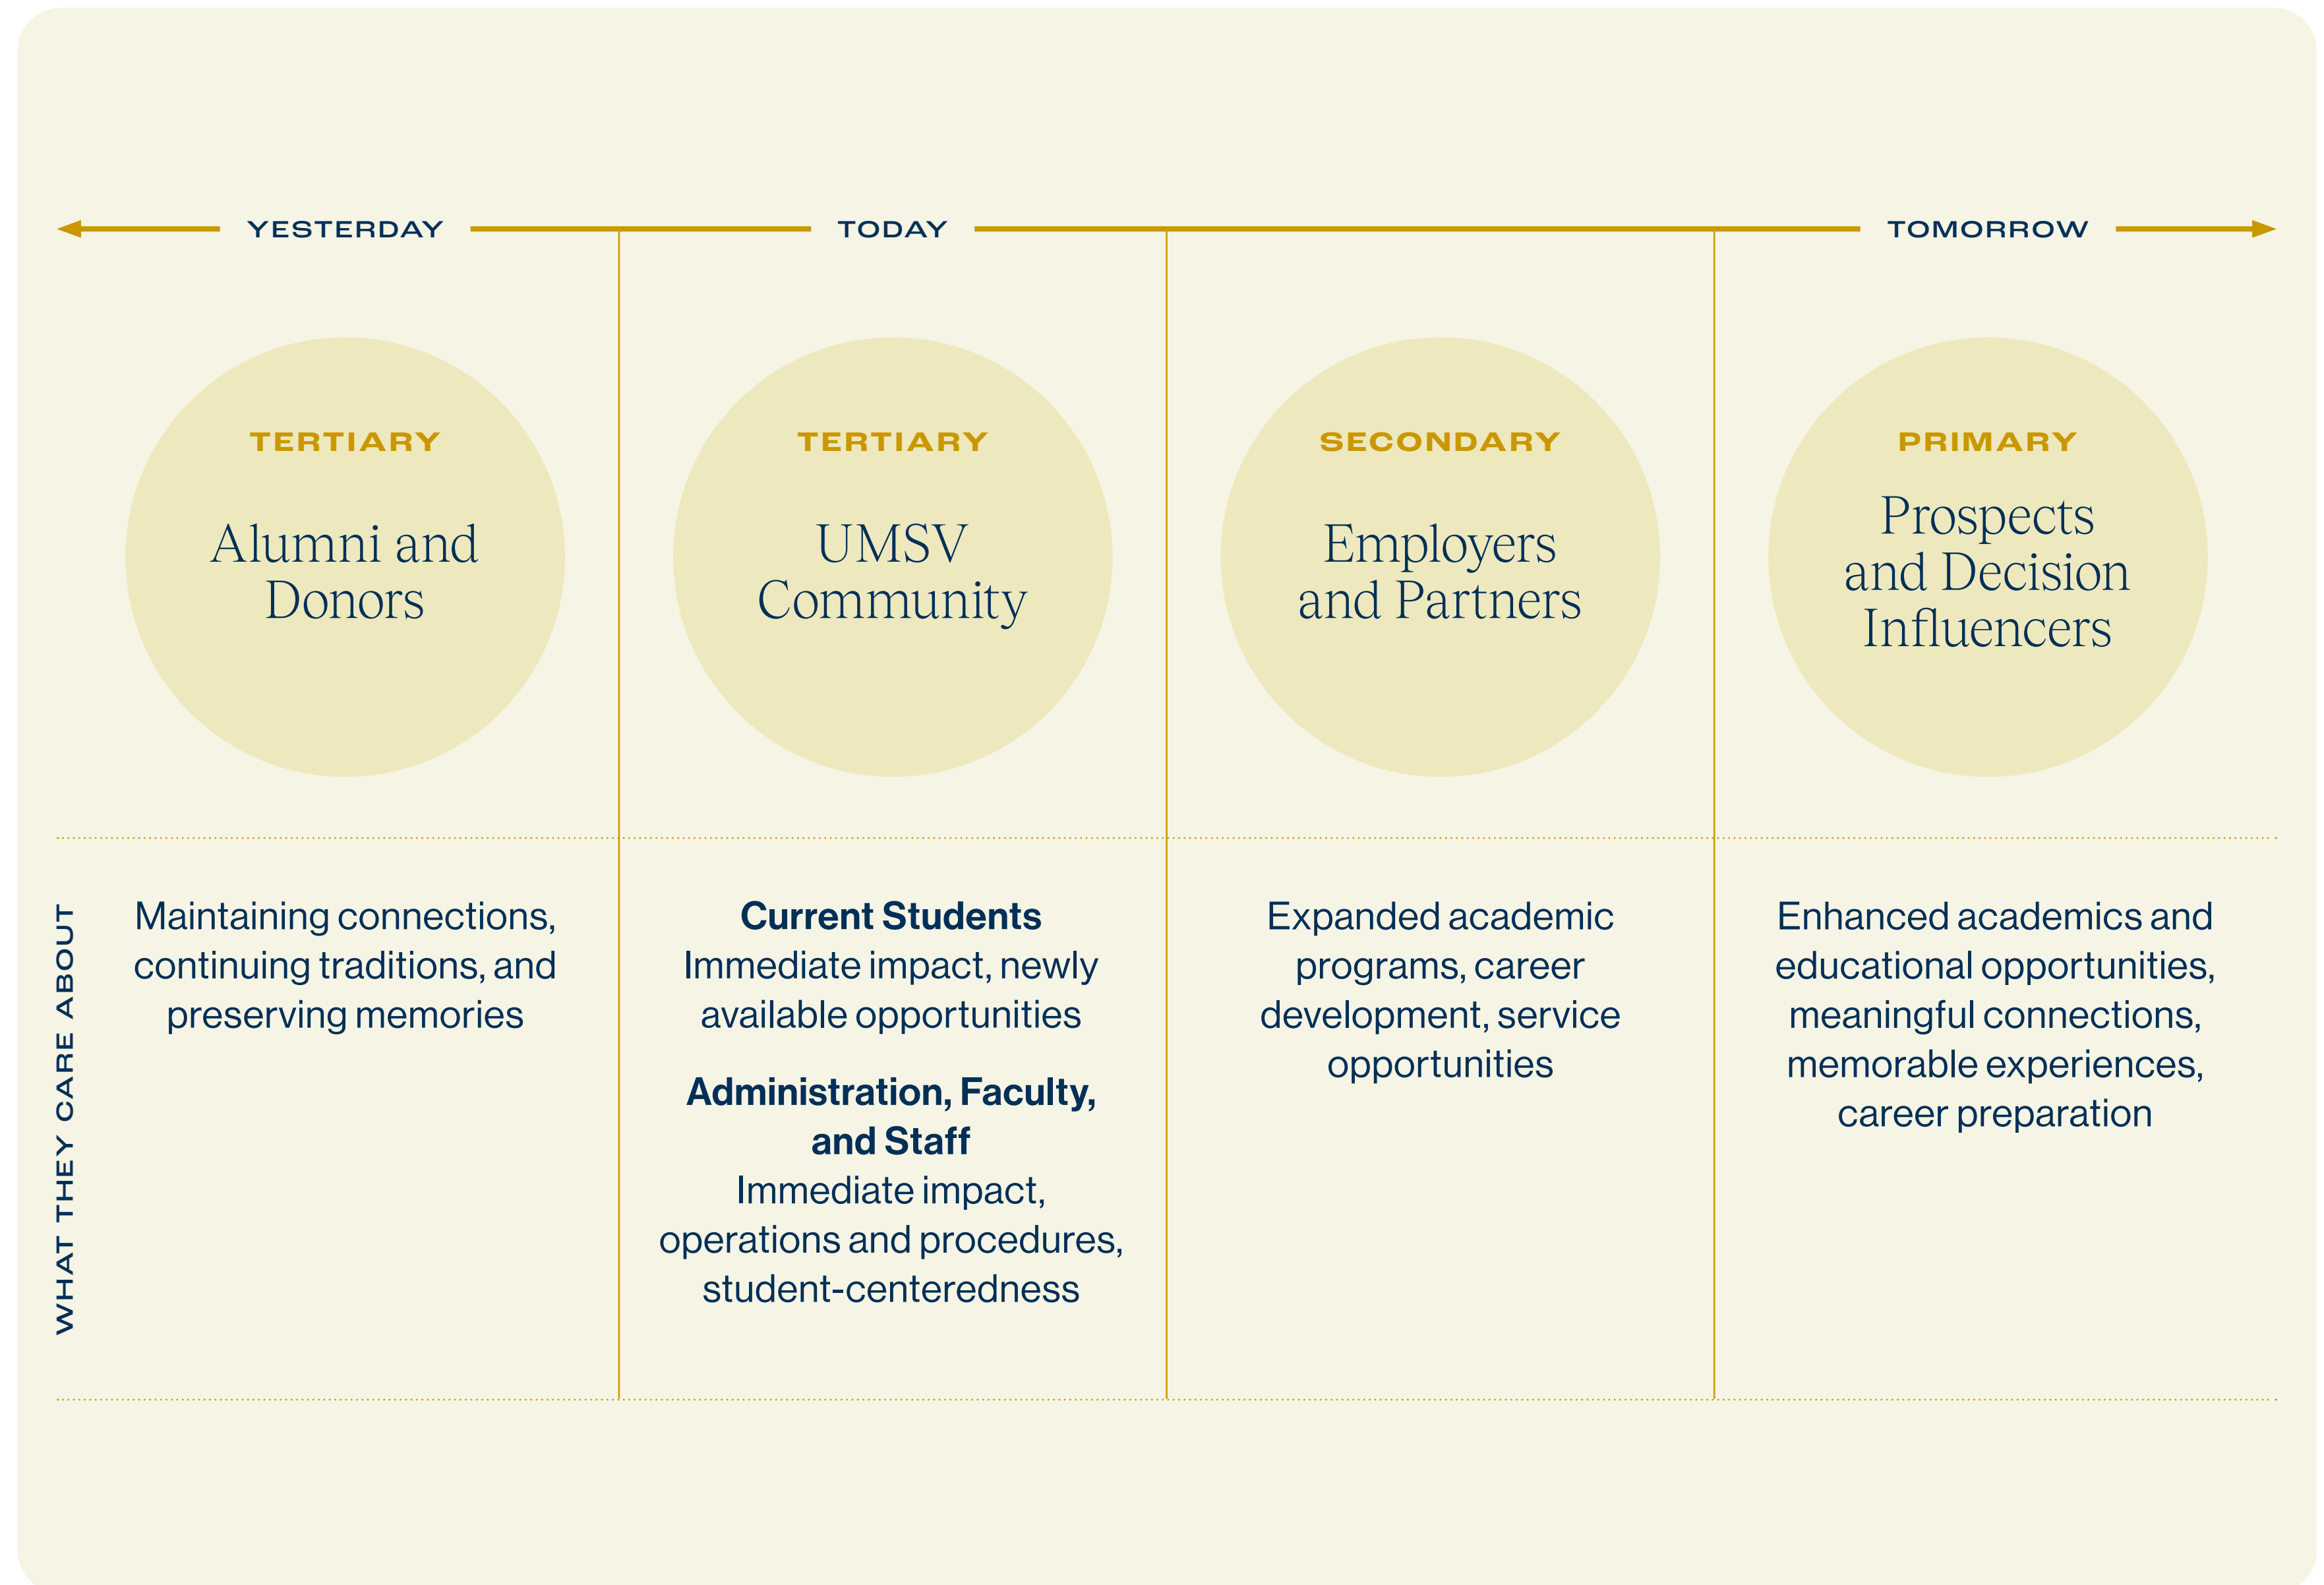 YESTERDAY
TODAY
TOMORROW
TERTIARY
Alumni and
Donors
TERTIARY
UMSV
Community
SECONDARY
Employers
and Partners
PRIMARY
Prospects
and Decision
Influencers
WHAT THEY CARE ABOUT
Maintaining connections,
continuing traditions, and
preserving memories
Current Students
Immediate impact, newly
available opportunities
Administration, Faculty,
and Staff
Immediate impact,
operations and procedures,
student-centeredness
Expanded academic
programs, career
development, service
opportunities
Enhanced academics and
educational opportunities,
meaningful connections,
memorable experiences,
career preparation